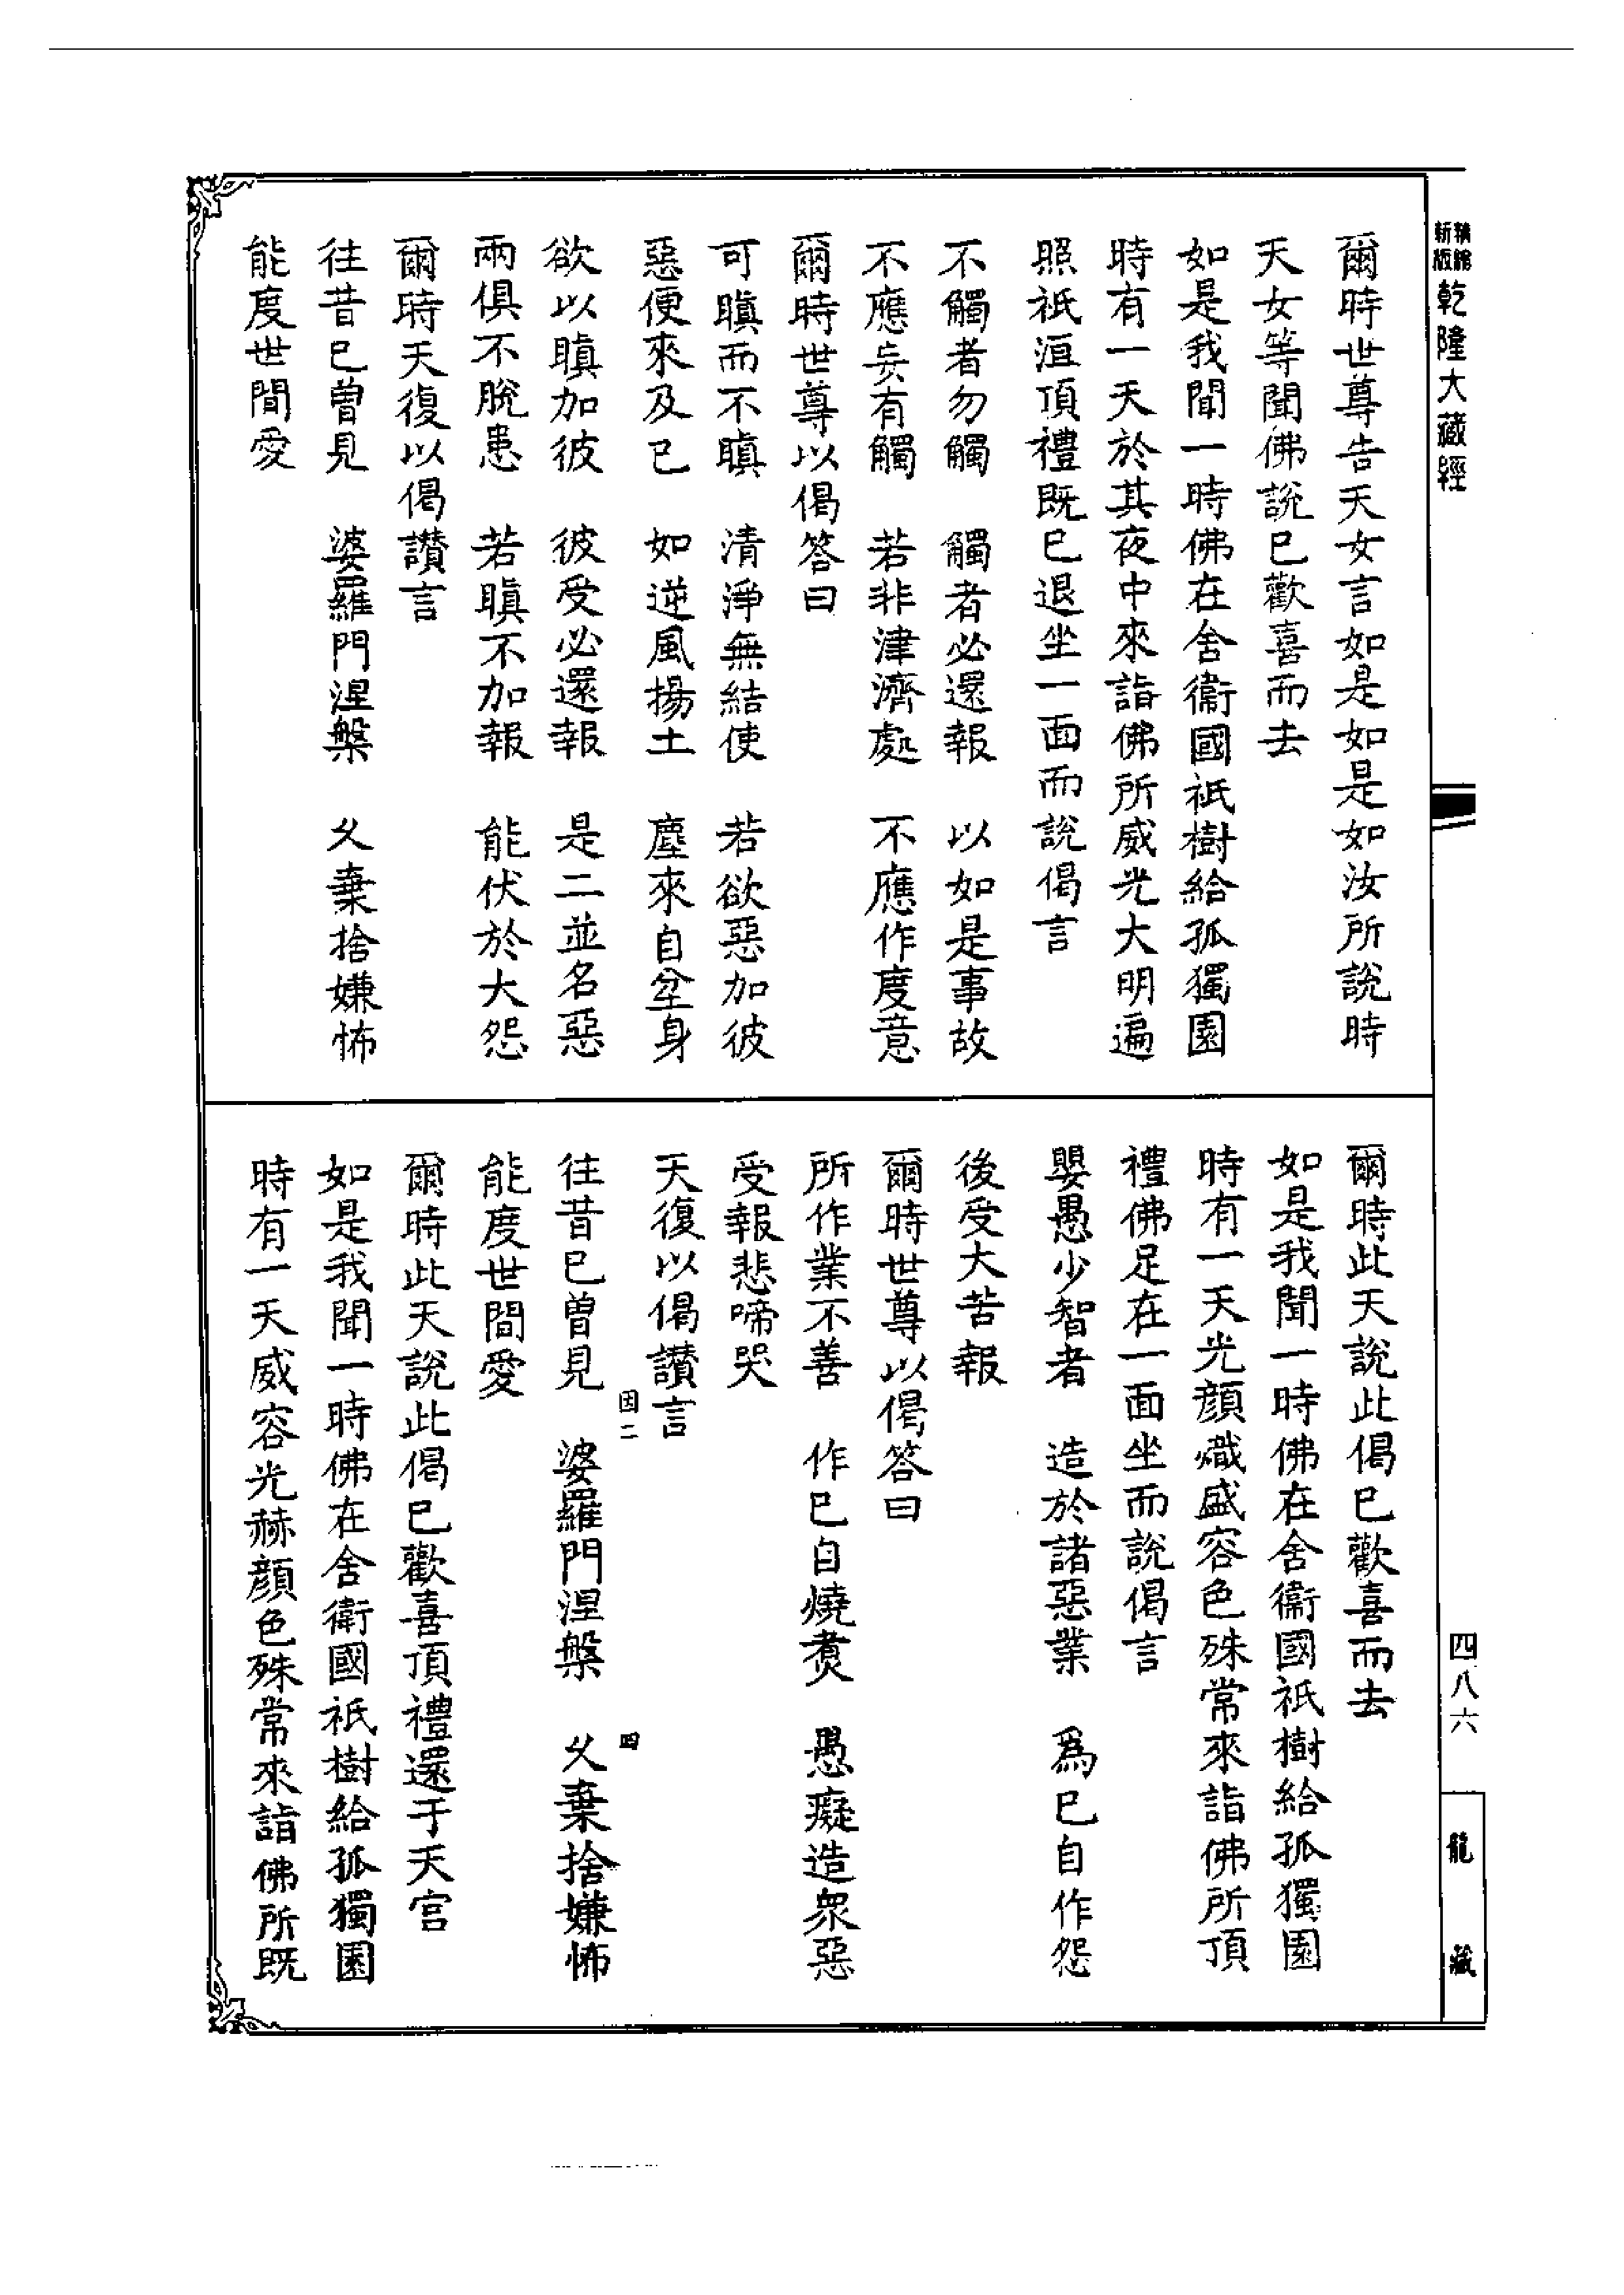 新版
精縮
乾隆大藏經
爾時世尊告天女言如是如是如汝所說時
天女等聞佛說已歡喜而去
如是我聞一時佛在舍衞國祇樹給孤獨園
時有一天於其夜中來詣佛所威光大明遍
照祇洹頂禮既已退坐一面而說偈言
不觸者勿觸　觸者必還報　以如是事故
不應妄有觸　若非津濟處　不應作度意
爾時世尊以偈答曰
可瞋而不瞋　清淨無結使　若欲惡加彼
惡便來及已　如逆風揚土　塵來自坌身
欲以瞋加彼　彼受必還報　是二並名惡
兩俱不脫患　若瞋不加報　能伏於大怨
爾時天復以偈讚言
往昔已曾見　婆羅門涅槃　久棄捨嫌怖
能度世間愛
爾時此天說此偈已歡喜而去
如是我聞一時佛在舍衞國祇樹給孤獨園
時有一天光顏熾盛容色殊常來詣佛所頂
禮佛足在一面坐而說偈言
嬰愚少智者　造於諸惡業　爲已自作怨
後受大苦報
爾時世尊以偈答曰
所作業不善　作已自燒煑　愚癡造衆惡
受報悲啼哭
天復以偈讚言
因二　四
往昔已曾見　婆羅門涅槃　久棄捨嫌怖
能度世間愛
爾時此天說此偈已歡喜頂禮還于天宫
如是我聞一時佛在舍衛國祇樹給孤獨園
時有一天威容光赫顏色殊常來詣佛所既
四八六
龍藏